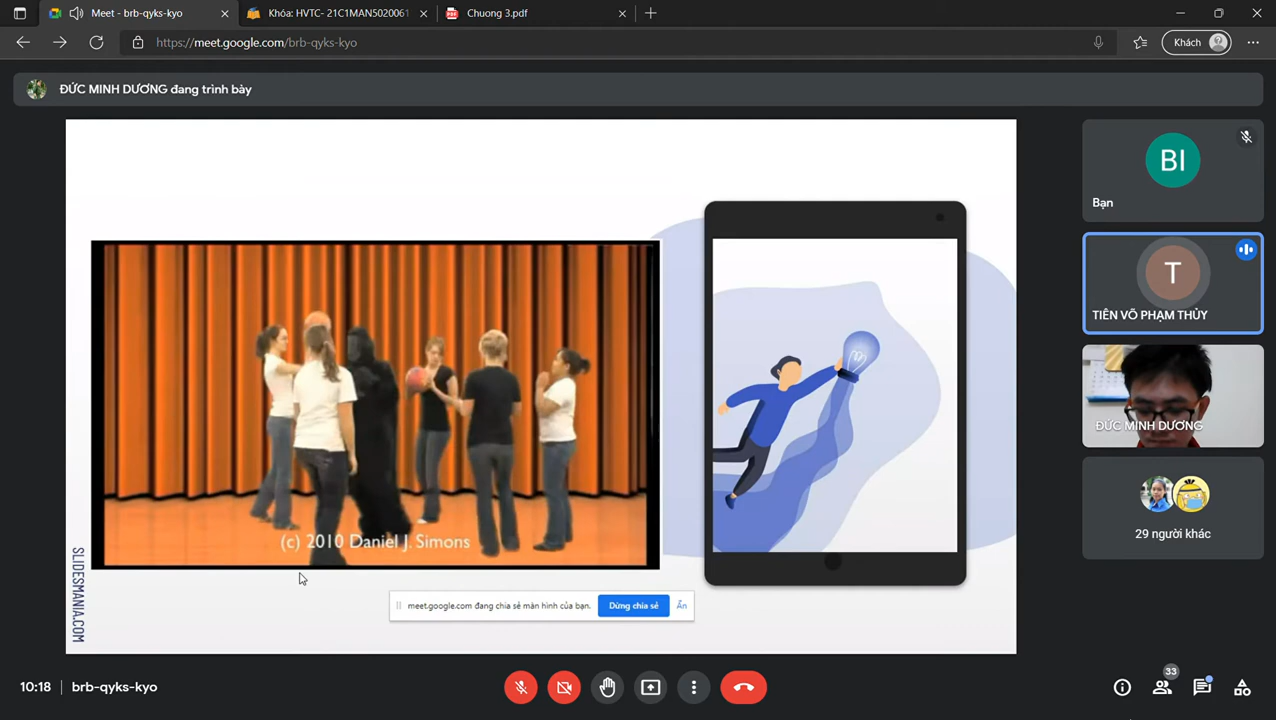 Meet - brb-qyks-kyo
Khóa: HVTC- 21C1MAN5020061
Chuong 3.pdf
https://meet.google.com/brb-qyks-kyo
Khách
ĐỨC MINH DƯƠNG đang trình bày
BI
Bạn
T
TIÊN VÕ PHẠM THỦY
ĐỨC MINH DƯƠNG
29 người khác
(c) 2010 Daniel J. Simons
SLIDESMANIA.COM
meet.google.com đang chia sẻ màn hình của bạn.
Dừng chia sẻ
Ẩn
10:18
brb-qyks-kyo
33